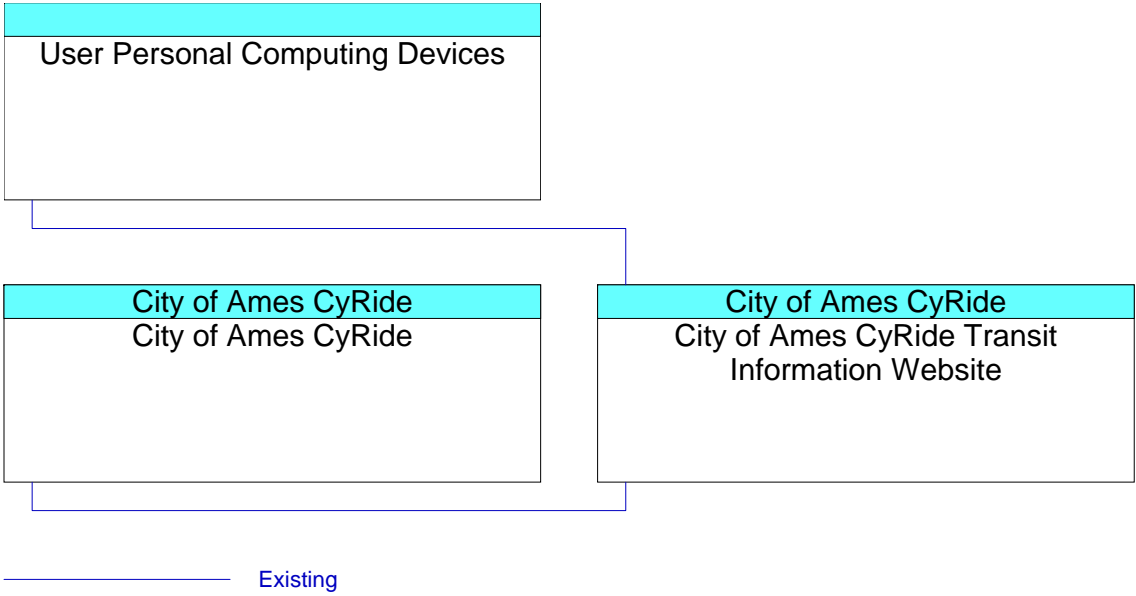 User Personal Computing Devices
City of Ames CyRide
City of Ames CyRide
City of Ames CyRide
City of Ames CyRide Transit
Information Website
Existing